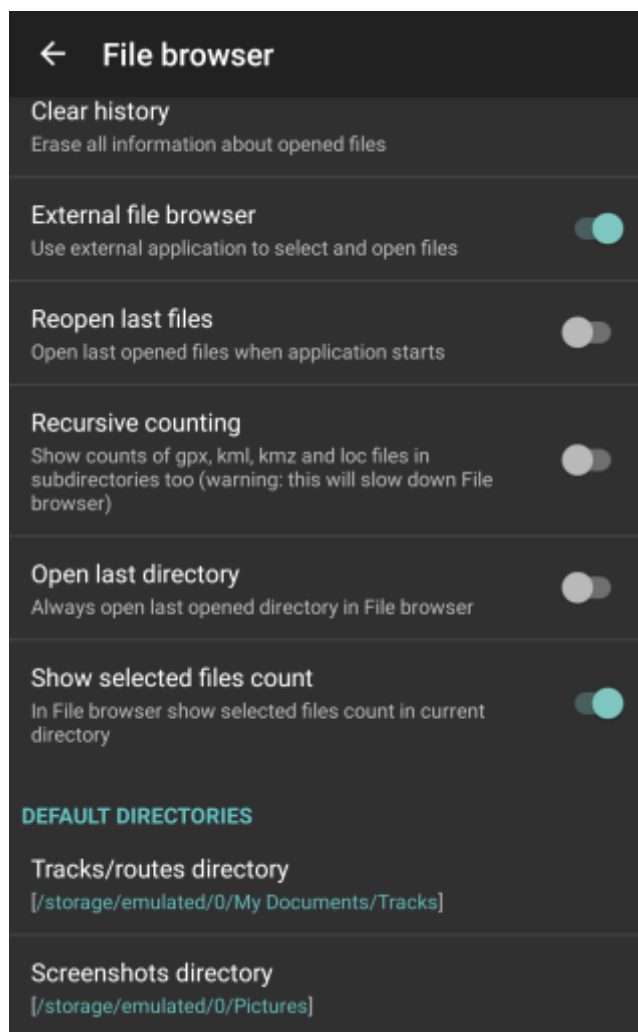 File browser
Clear history
Erase all information about opened files
External file browser
Use external application to select and open files
Reopen last files
Open last opened files when application starts
Recursive counting
Show counts of gpx, kml, kmz and loc files in
subdirectories too (warning: this will slow down File
browser)
Open last directory
Always open last opened directory in File browser
Show selected files count
In File browser show selected files count in current
directory
DEFAULT DIRECTORIES
Tracks/routes directory
[/storage/emulated/0/My Documents/Tracks]
Screenshots directory
[/storage/emulated/0/Pictures]